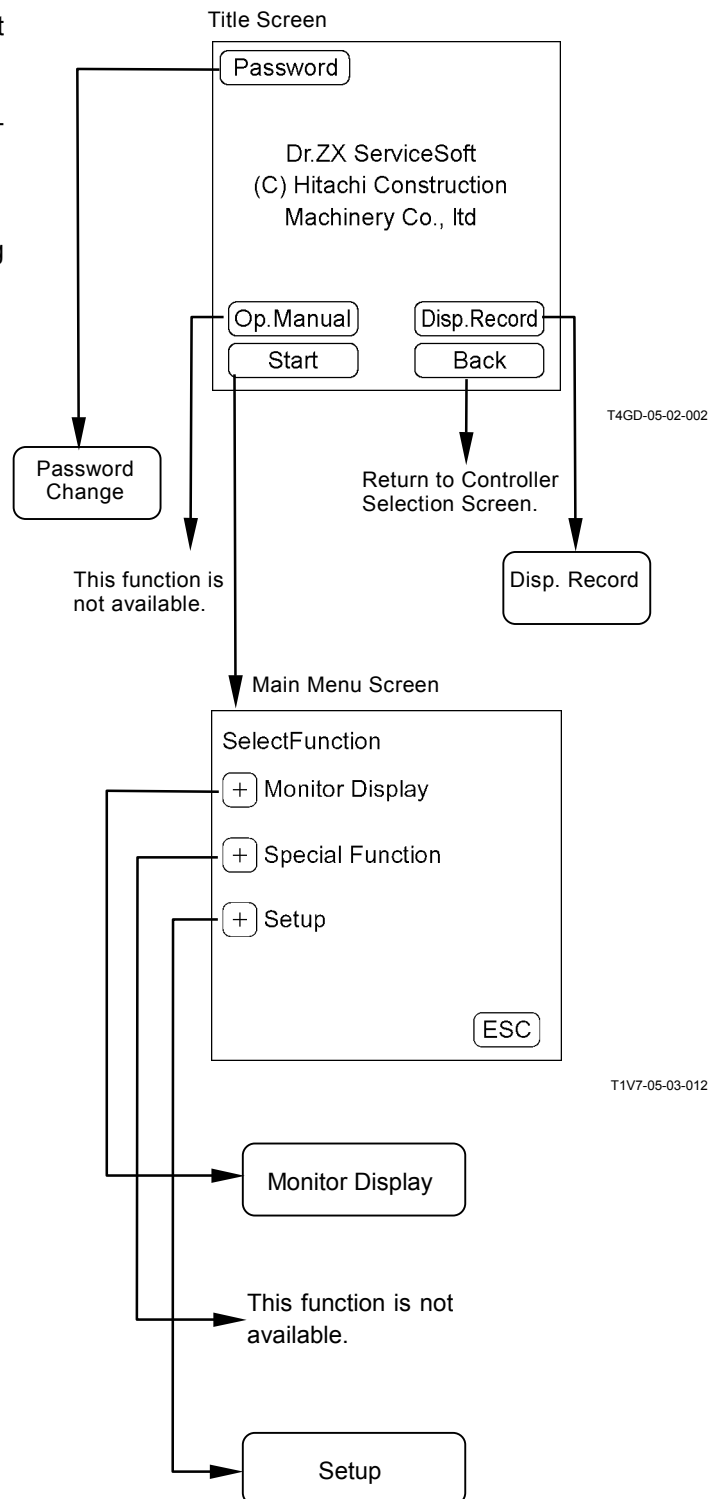 Title Screen
t
Password
-
Dr.ZX ServiceSoft
(C) Hitachi Construction
Machinery Co., ltd
g
Op.Manual
Disp.Record
Start
Back
T4GD-05-02-002
Password
Change
Return to Controller
Selection Screen.
This function is
not available.
Disp. Record
Main Menu Screen
SelectFunction
+ Monitor Display
+ Special Function
+ Setup
ESC
T1V7-05-03-012
Monitor Display
This function is not
available.
Setup